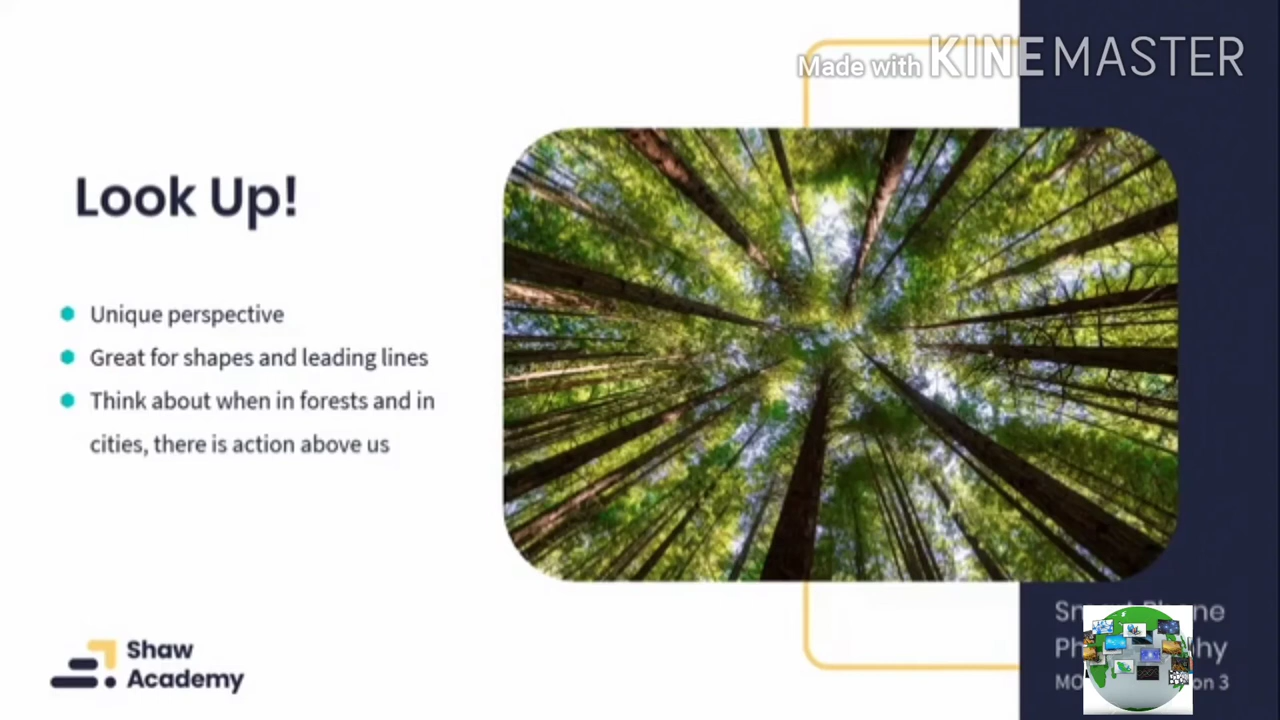 Made with KINEMASTER
Look Up!
Unique perspective
Great for shapes and leading lines
Think about when in forests and in
cities, there is action above us
Shaw
Academy